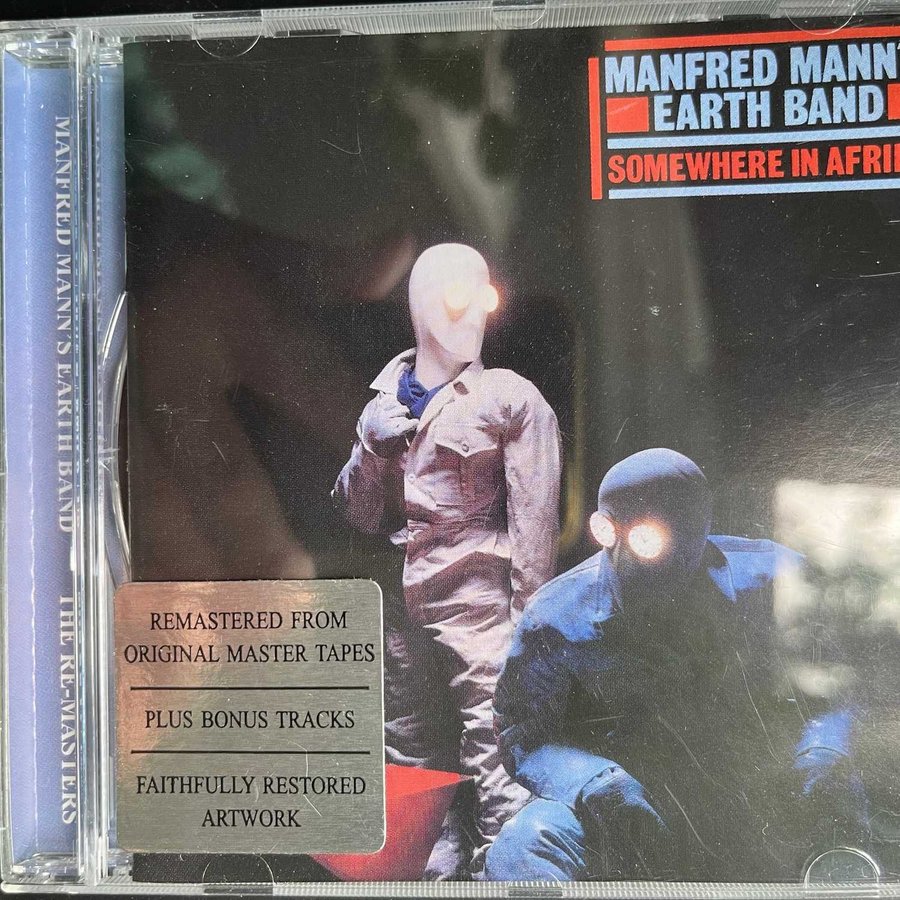 MANFRED MANN'
EARTH BAND
SOMEWHERE IN AFRI
MANFRED MANN'S EARTH BAND THE RE-MASTERS
REMASTERED FROM
ORIGINAL MASTER TAPES
PLUS BONUS TRACKS
FAITHFULLY RESTORED
ARTWORK